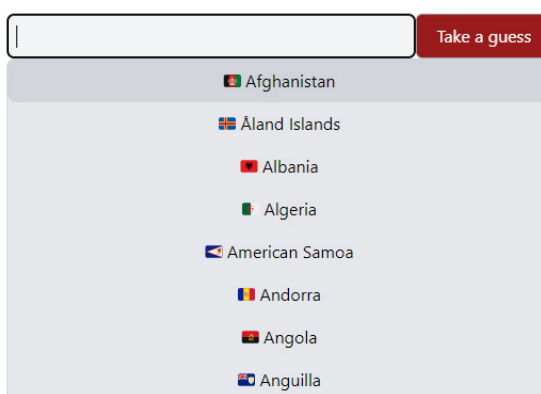 Take a guess
Afghanistan
Åland Islands
Albania
Algeria
American Samoa
Andorra
Angola
Anguilla